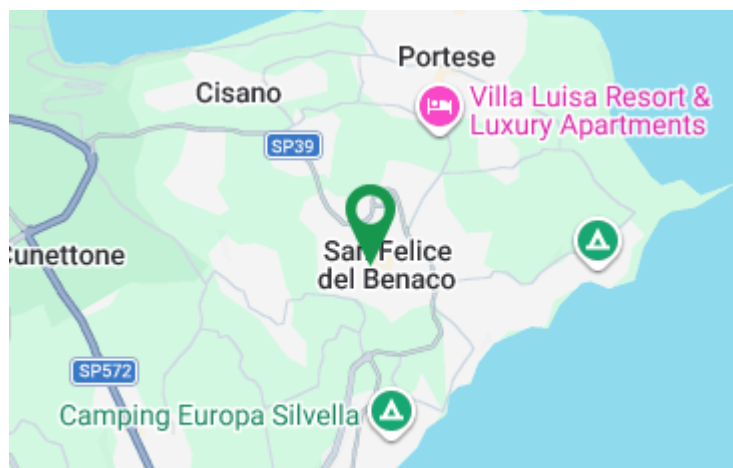 Portese
Cisano
Villa Luisa Resort &
Luxury Apartments
SP39
San Felice
del Benaco
Cunettone
SP572
Camping Europa Silvella